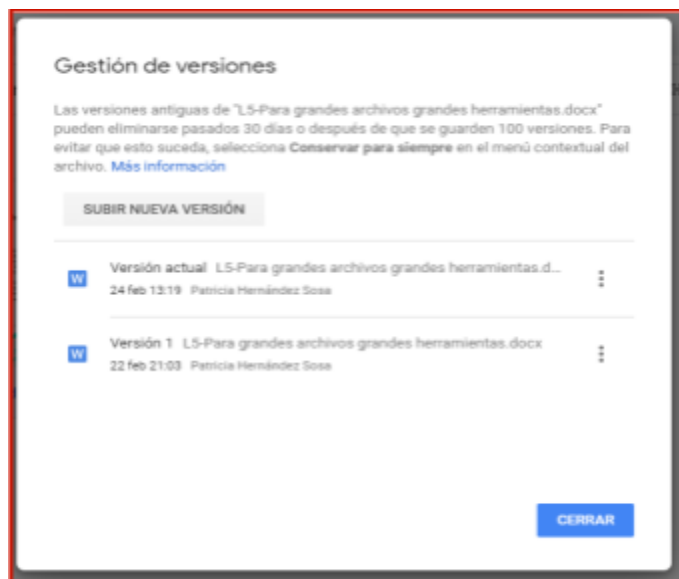 Gestión de versiones
Las versiones antiguas de "L5-Para grandes archivos grandes herramientas.docx"
pueden eliminarse pasados 30 días o después de que se guarden 100 versiones. Para
evitar que esto suceda, selecciona Conservar para siempre en el menú contextual del
archivo. Más información
SUBIR NUEVA VERSIÓN
W
Versión actual L5-Para grandes archivos grandes herramientas.d...
24 feb 13:19 Patricia Hernández Sosa
W
Versión 1 L5-Para grandes archivos grandes herramientas.docx
22 feb 21:03 Patricia Hernández Sosa
CERRAR